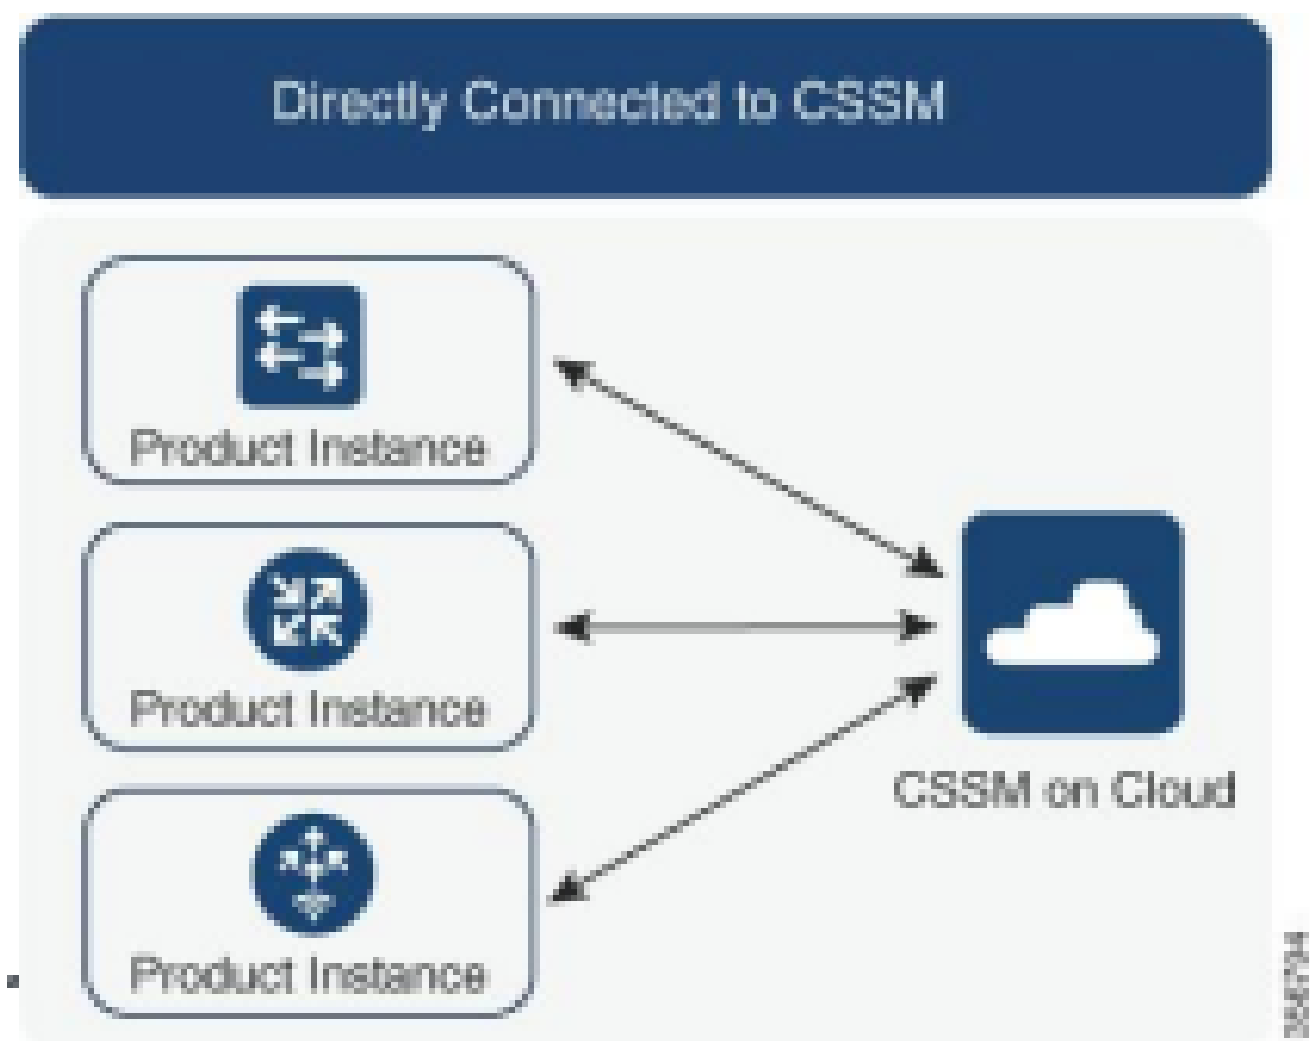 Directly Connected to CSSM
Product Instance
Product Instance
CSSM on Cloud
Product Instance